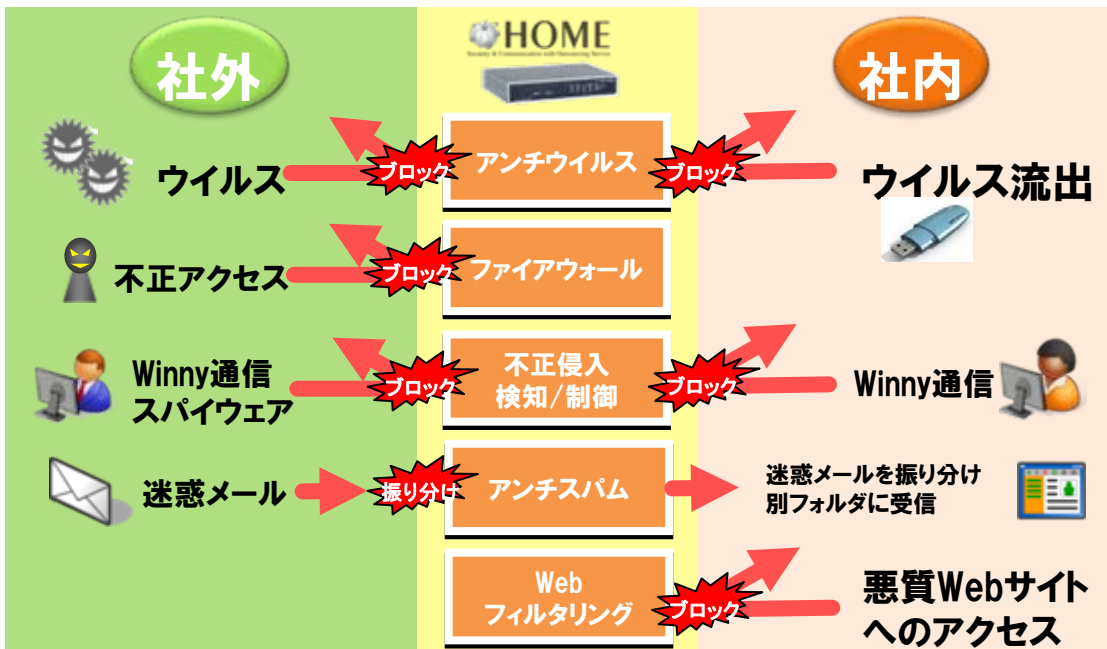 社外
HOME
Security & Communication with Outsourcing Service
社内
ウイルス
ブロック
アンチウイルス
ブロック
ウイルス流出
不正アクセス
ブロック
ファイアウォール
Winny通信
スパイウェア
ブロック
不正侵入
検知/制御
ブロック
Winny通信
迷惑メール
振り分け
アンチスパム
迷惑メールを振り分け
別フォルダに受信
Web
フィルタリング
ブロック
悪質Webサイト
へのアクセス